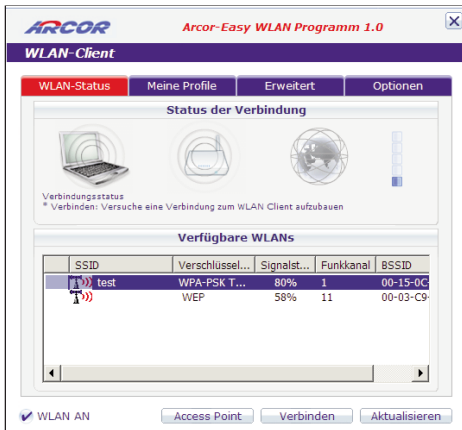 ARCOR
Arcor-Easy WLAN Programm 1.0
WLAN-Client
WLAN-Status Meine Profile Erweitert Optionen
Status der Verbindung
Verbindungsstatus
* Verbinden: Versuche eine Verbindung zum WLAN Client aufzubauen
Verfügbare WLANs
SSID Verschlüssel... Signalst... Funkkanal BSSID
test WPA-PSK T... 80% 1 00-15-0C-
WEP 58% 11 00-03-C9-
WLAN AN Access Point Verbinden Aktualisieren